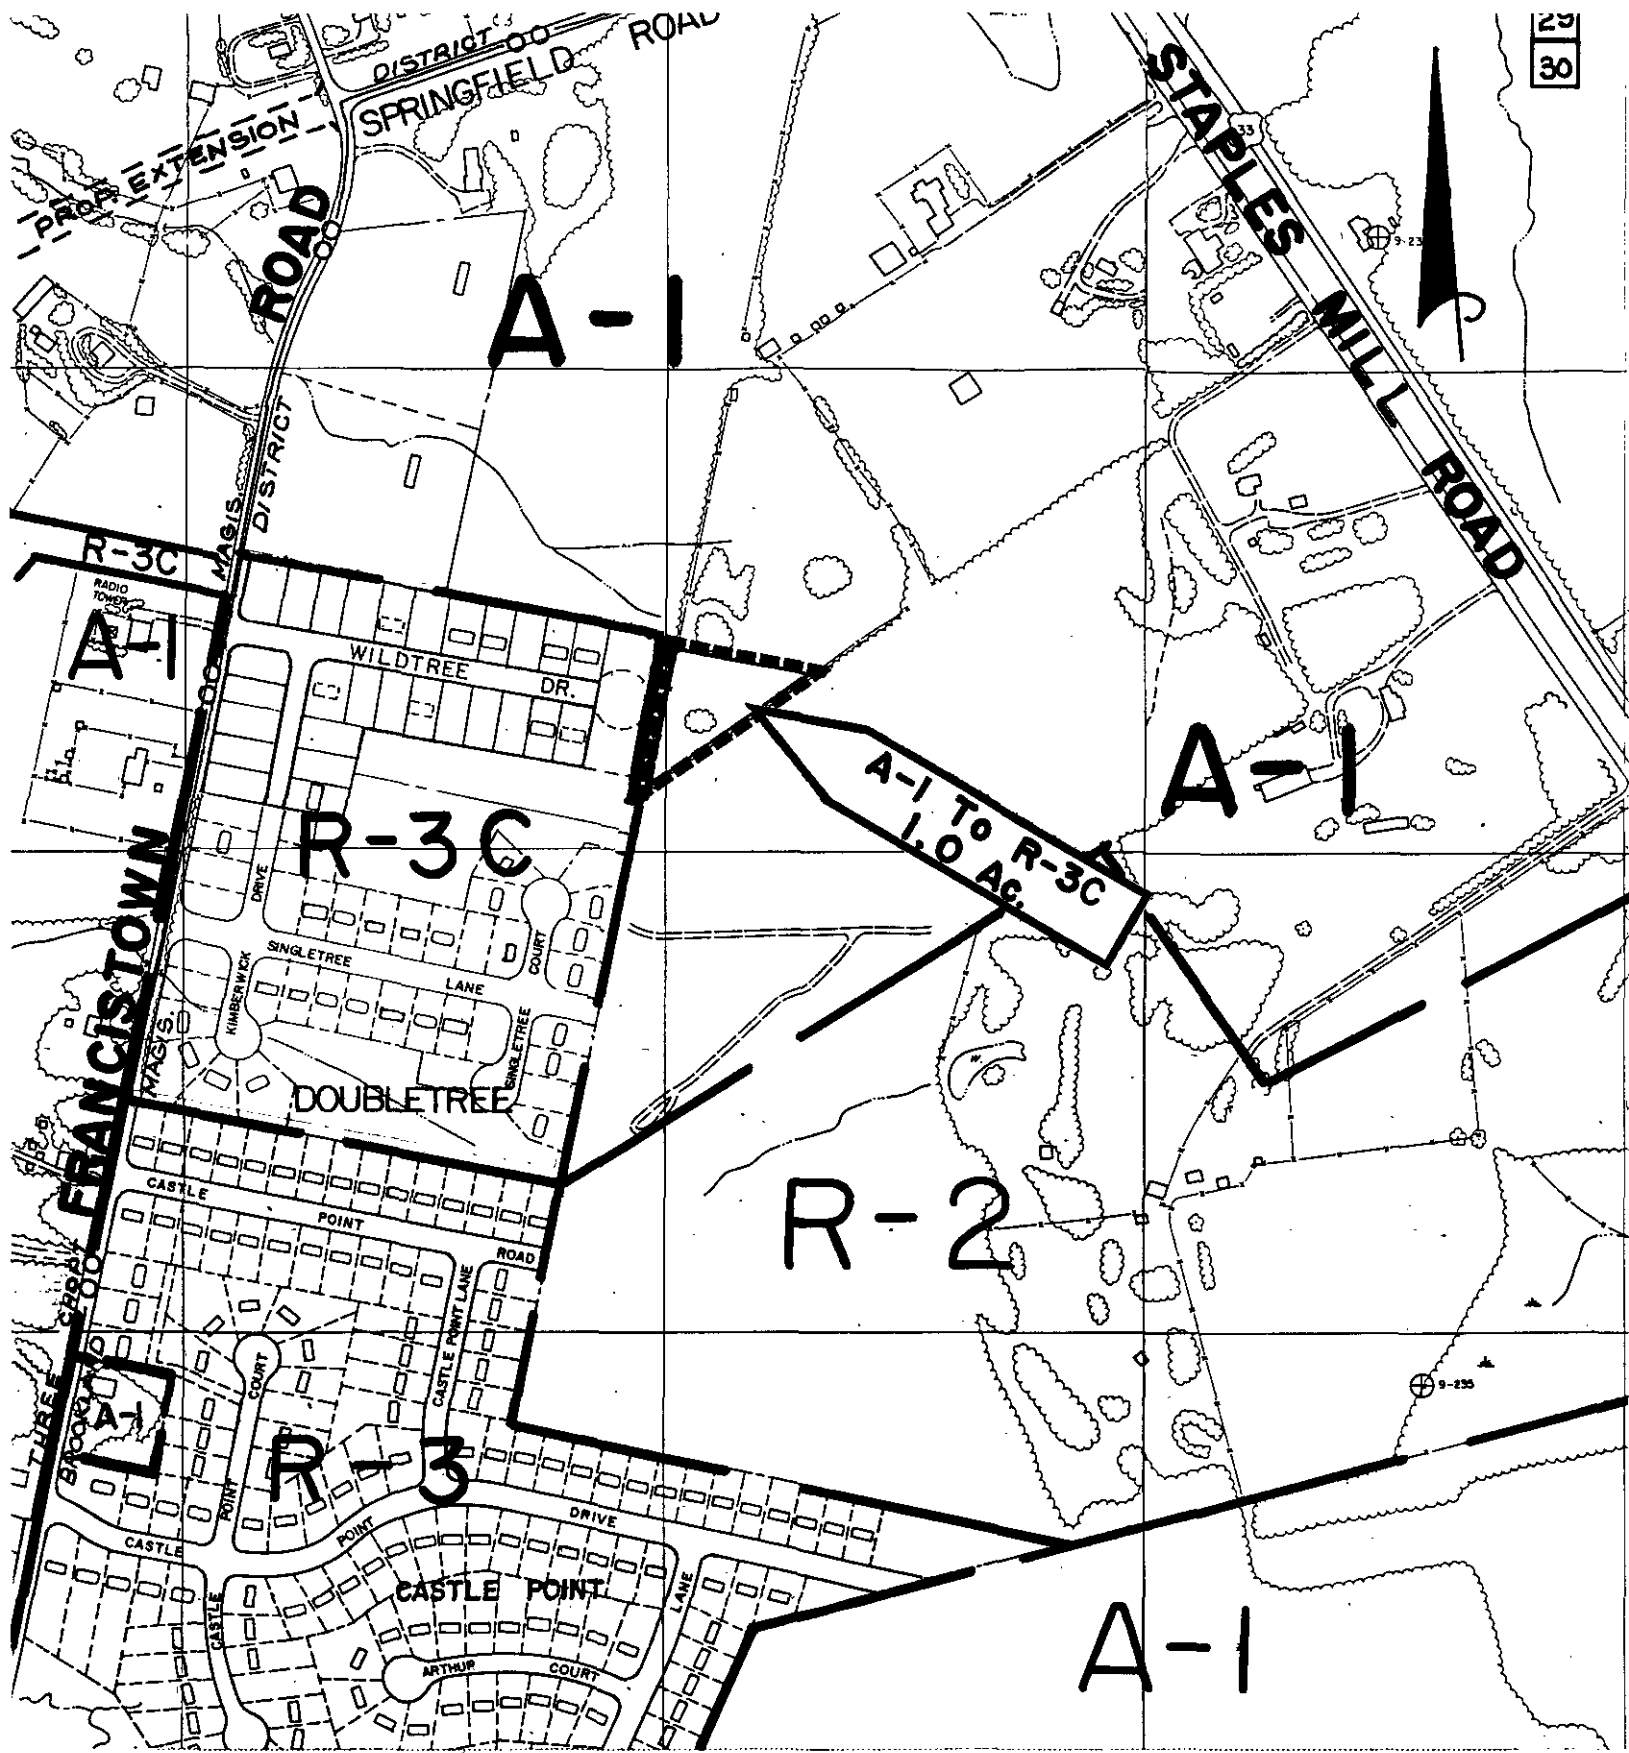 29
30
DISTRICT
SPRINGFIELD ROAD
PROP. EXTENSION
ROAD
STAPLES MILL ROAD
33
A-1
MAGIS. DISTRICT
R-3C
RADIO
TOWER
A-1
WILDTREE DR.
A-1 TO R-3C
1.0 AC.
A-1
R-3C
DRIVE
SINGLETREE LANE
COURT
KIMBERWICK
SINGLETREE
DOUBLETREE
FRANCISTOWN
MAGIS.
CASTLE POINT ROAD
R-2
CASTLE POINT LANE
COURT
POINT
THREE CHOPT
BROOKLAND
A-1
R-3
9-235
CASTLE POINT DRIVE
CASTLE
CASTLE POINT
LANE
ARTHUR COURT
A-1